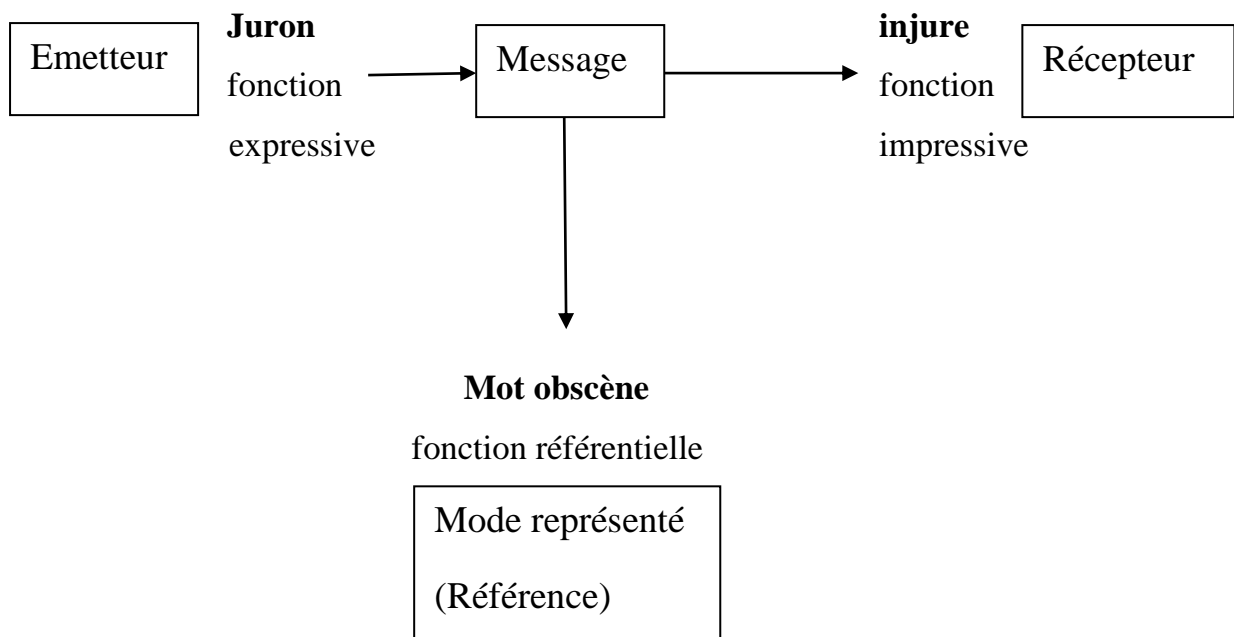 Emetteur
Juron
fonction
expressive
Message
injure
fonction
impressive
Récepteur
Mot obscène
fonction référentielle
Mode représenté
(Référence)